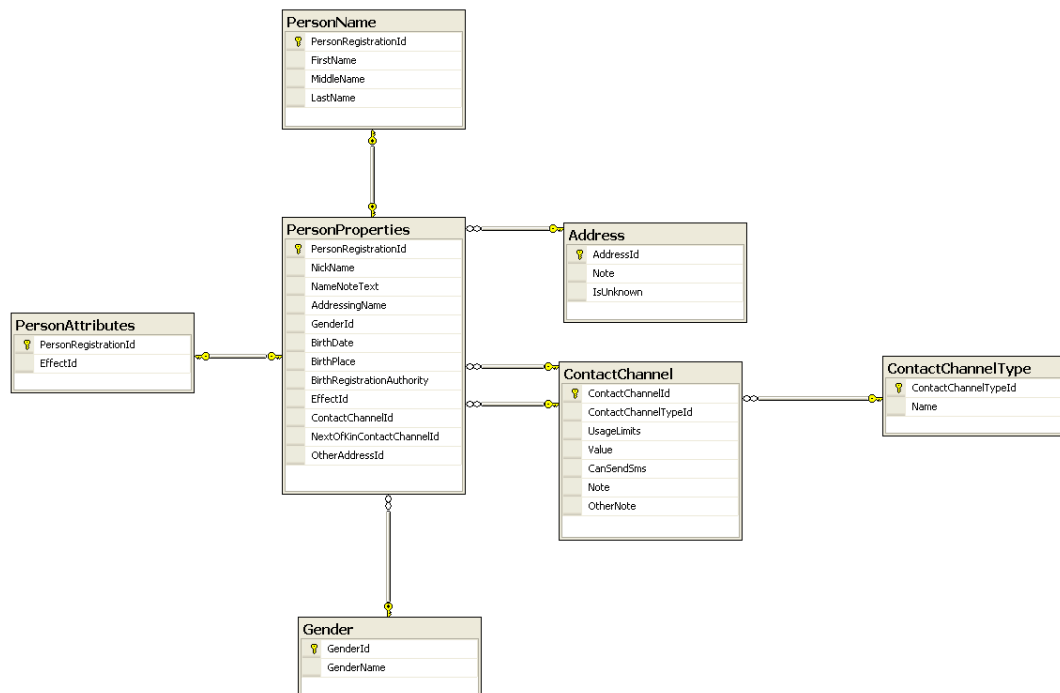 PersonName
PersonRegistrationId
FirstName
MiddleName
LastName
PersonProperties
PersonRegistrationId
NickName
NameNoteText
AddressingName
GenderId
BirthDate
BirthPlace
BirthRegistrationAuthority
EffectId
ContactChannelId
NextOfKinContactChannelId
OtherAddressId
Address
AddressId
Note
IsUnknown
PersonAttributes
PersonRegistrationId
EffectId
ContactChannel
ContactChannelId
ContactChannelTypeId
UsageLimits
Value
CanSendSms
Note
OtherNote
ContactChannelType
ContactChannelTypeId
Name
Gender
GenderId
GenderName